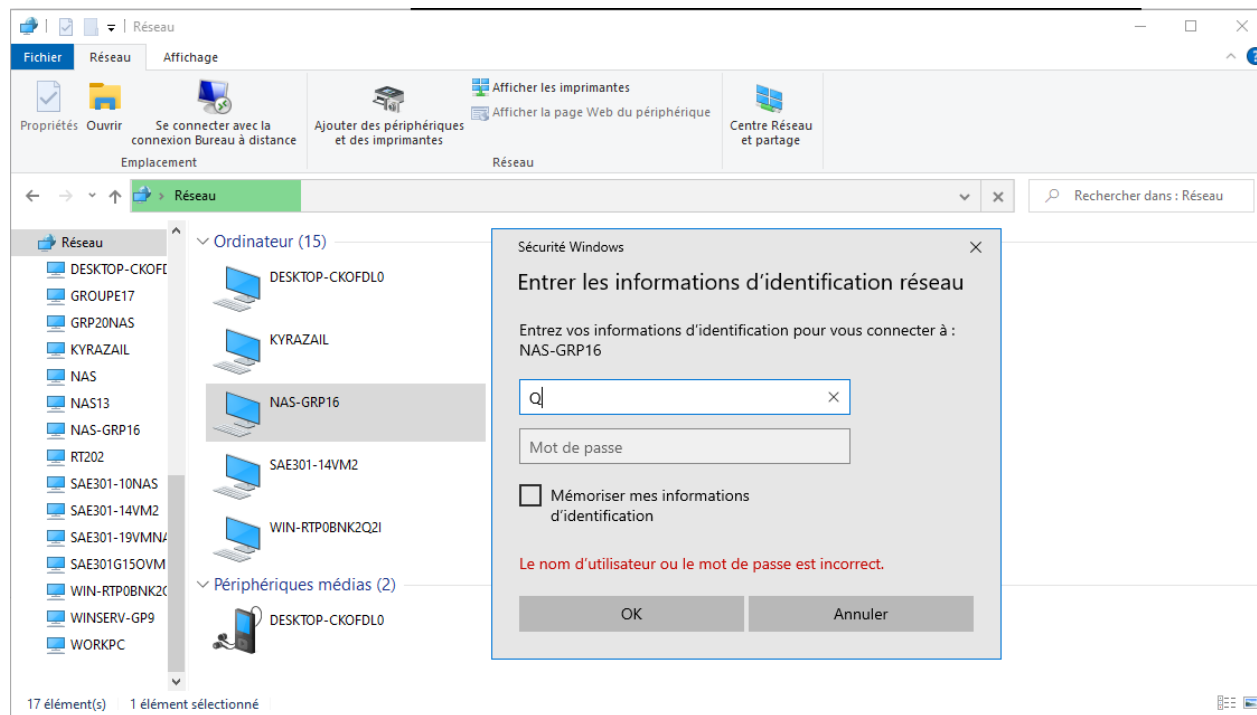 Réseau
Fichier Réseau Affichage
Propriétés Ouvrir Se connecter avec la connexion Bureau à distance
Ajouter des périphériques et des imprimantes
Afficher les imprimantes
Afficher la page Web du périphérique
Centre Réseau et partage
Emplacement Réseau
Réseau
Rechercher dans : Réseau
Réseau
DESKTOP-CKOFD
GROUPE17
GRP20NAS
KYRAZAIL
NAS
NAS13
NAS-GRP16
RT202
SAE301-10NAS
SAE301-14VM2
SAE301-19VMNA
SAE301G15OVM
WIN-RTP0BNK2Q
WINSERV-GP9
WORKPC
Ordinateur (15)
DESKTOP-CKOFDL0
KYRAZAIL
NAS-GRP16
SAE301-14VM2
WIN-RTP0BNK2Q2I
Périphériques médias (2)
DESKTOP-CKOFDL0
Sécurité Windows
Entrer les informations d'identification réseau
Entrez vos informations d'identification pour vous connecter à :
NAS-GRP16
Q
Mot de passe
Mémoriser mes informations
d'identification
Le nom d'utilisateur ou le mot de passe est incorrect.
OK Annuler
17 élément(s) 1 élément sélectionné